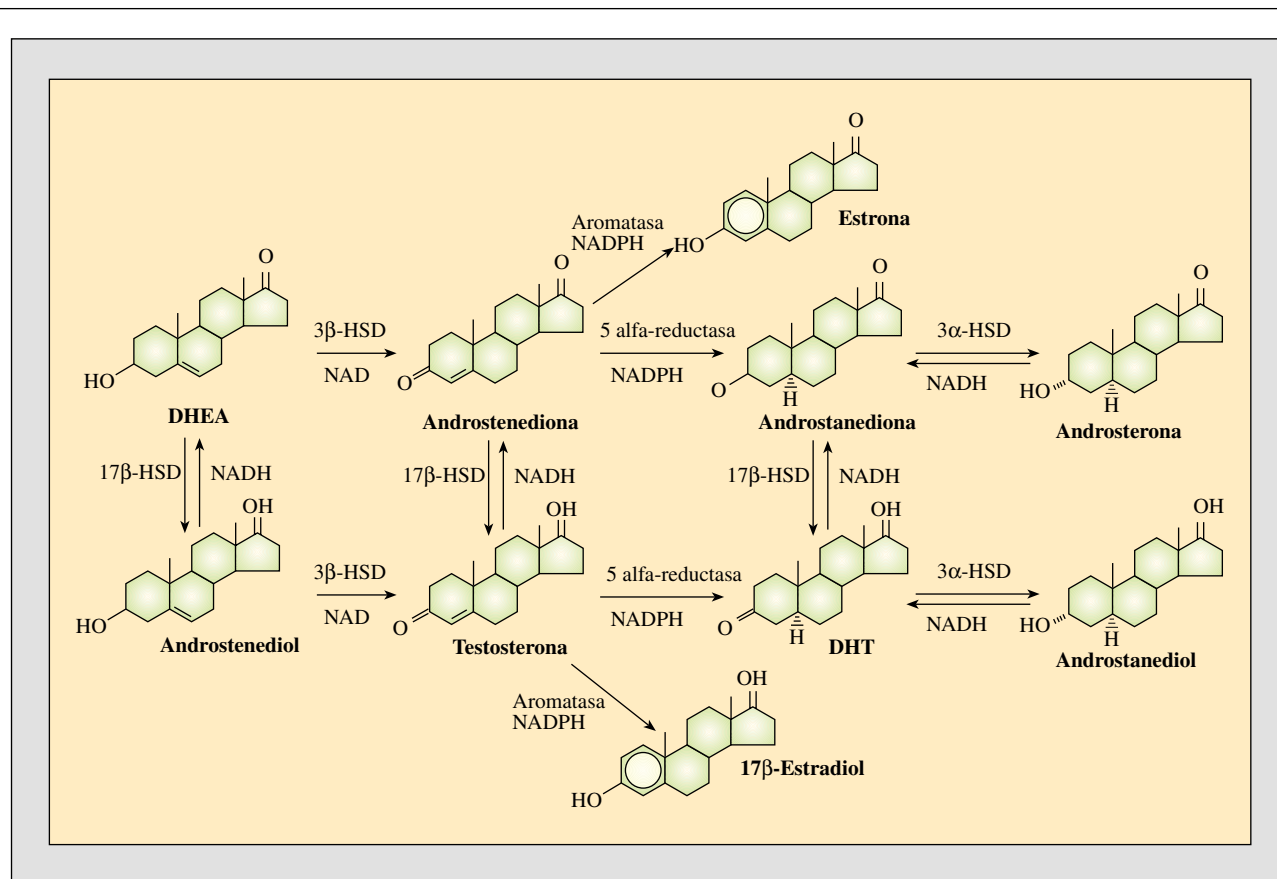 O
Estrona
HO
Aromatasa
NADPH
O
HO
DHEA
3β-HSD
NAD
O
O
Androstenediona
5 alfa-reductasa
NADPH
O
O
H
Androstanediona
3α-HSD
NADH
O
HO
H
Androsterona
17β-HSD
NADH
17β-HSD
NADH
17β-HSD
NADH
OH
HO
Androstenediol
3β-HSD
NAD
OH
O
Testosterona
5 alfa-reductasa
NADPH
OH
O
H
DHT
3α-HSD
NADH
OH
HO
H
Androstanediol
Aromatasa
NADPH
OH
HO
17β-Estradiol